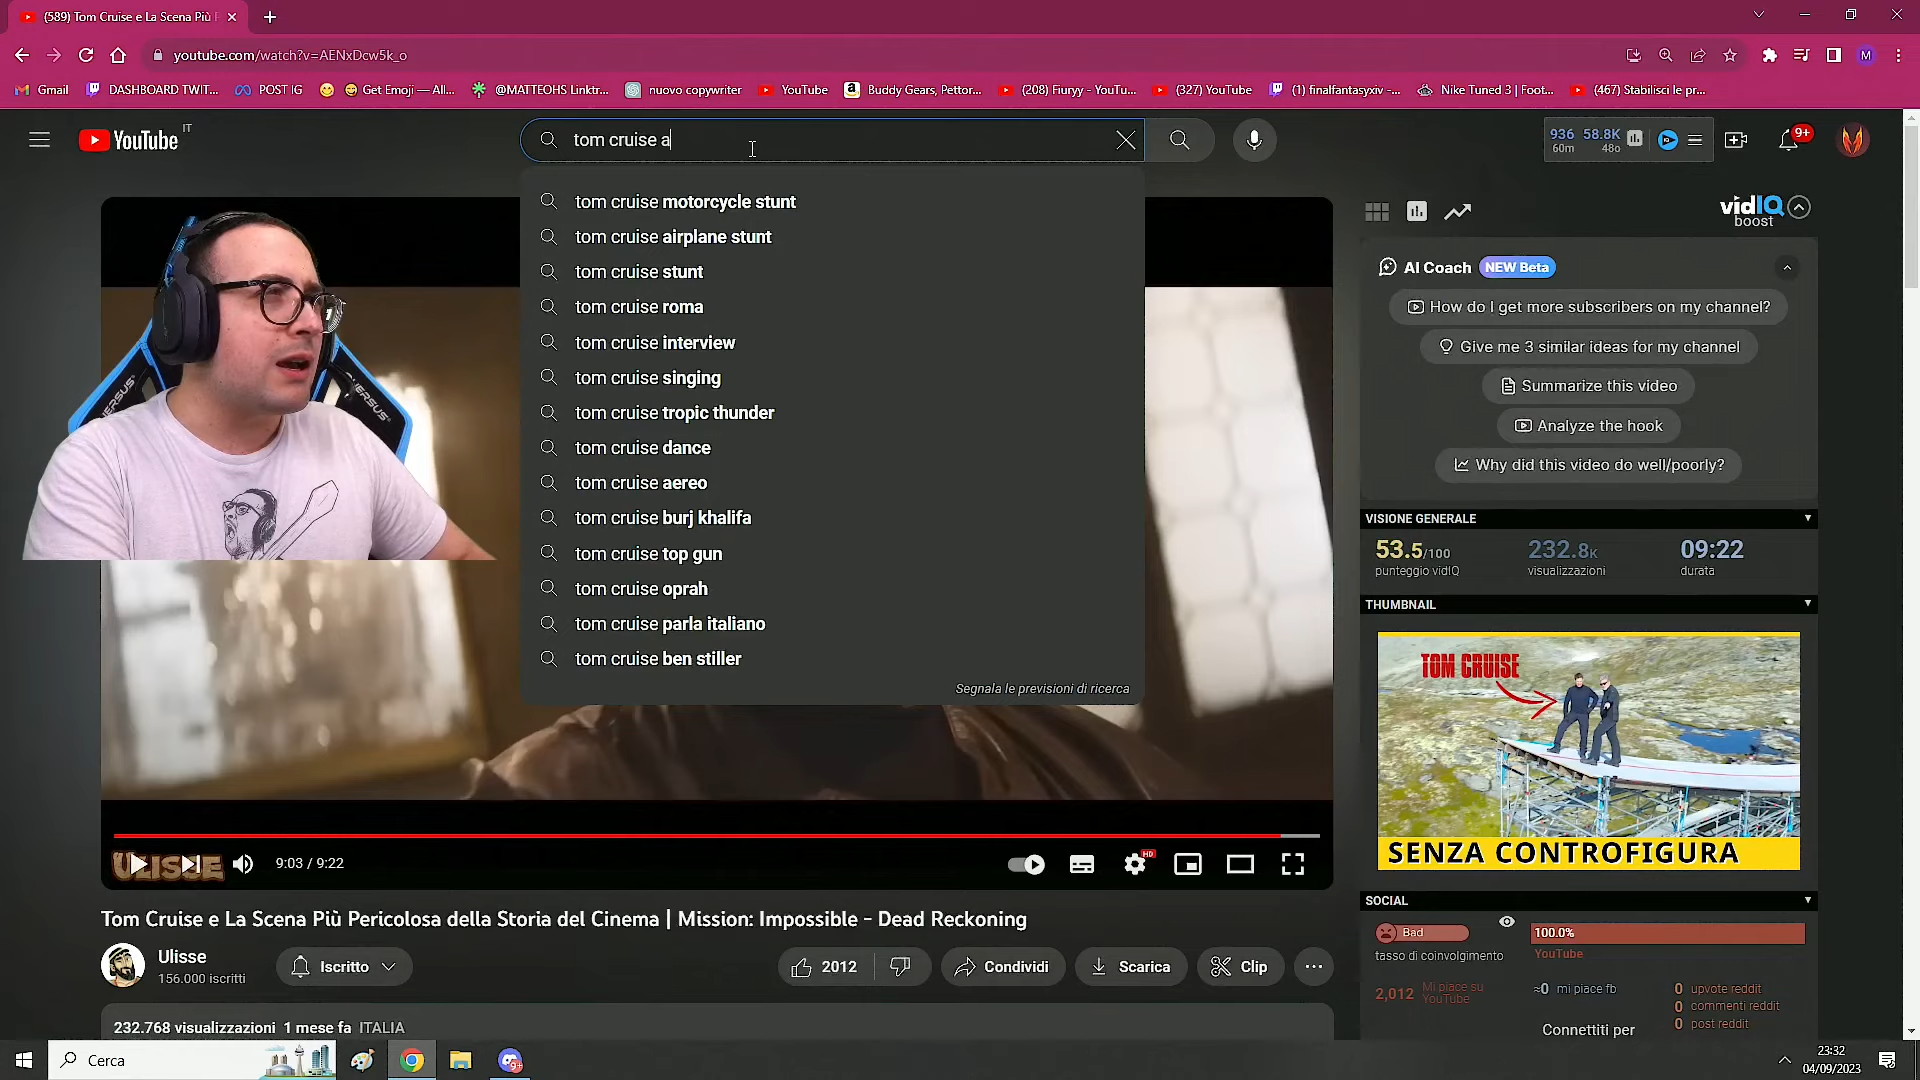 (589) Tom Cruise e La Scena Più
youtube.com/watch?v=AENxDcw5k_o
M
Gmail
DASHBOARD TWIT...
POST IG
Get Emoji — All...
@MATTEOHS Linktr...
nuovo copywriter
YouTube
Buddy Gears, Pettor...
(208) Fiuryy - YouTu...
(327) YouTube
(1) finalfantasyxiv -...
Nike Tuned 3 | Foot...
(467) Stabilisci le pr...
YouTube IT
tom cruise a
936 58.8K
60m 48o
9+
tom cruise motorcycle stunt
tom cruise airplane stunt
tom cruise stunt
tom cruise roma
tom cruise interview
tom cruise singing
tom cruise tropic thunder
tom cruise dance
tom cruise aereo
tom cruise burj khalifa
tom cruise top gun
tom cruise oprah
tom cruise parla italiano
tom cruise ben stiller
Segnala le previsioni di ricerca
VERSUS
ULISSE
9:03 / 9:22
HD
Tom Cruise e La Scena Più Pericolosa della Storia del Cinema | Mission: Impossible - Dead Reckoning
Ulisse
156.000 iscritti
Iscritto
2012
Condividi
Scarica
Clip
232.768 visualizzazioni 1 mese fa ITALIA
vidIQ
boost
AI Coach NEW Beta
How do I get more subscribers on my channel?
Give me 3 similar ideas for my channel
Summarize this video
Analyze the hook
Why did this video do well/poorly?
VISIONE GENERALE
53.5/100 232.8K 09:22
punteggio vidIQ visualizzazioni durata
THUMBNAIL
TOM CRUISE
SENZA CONTROFIGURA
SOCIAL
Bad 100.0%
tasso di coinvolgimento YouTube
2,012 Mi piace su YouTube
≈0 mi piace fb
0 upvote reddit
0 commenti reddit
0 post reddit
Connettiti per
Cerca
9+
23:32
04/09/2023